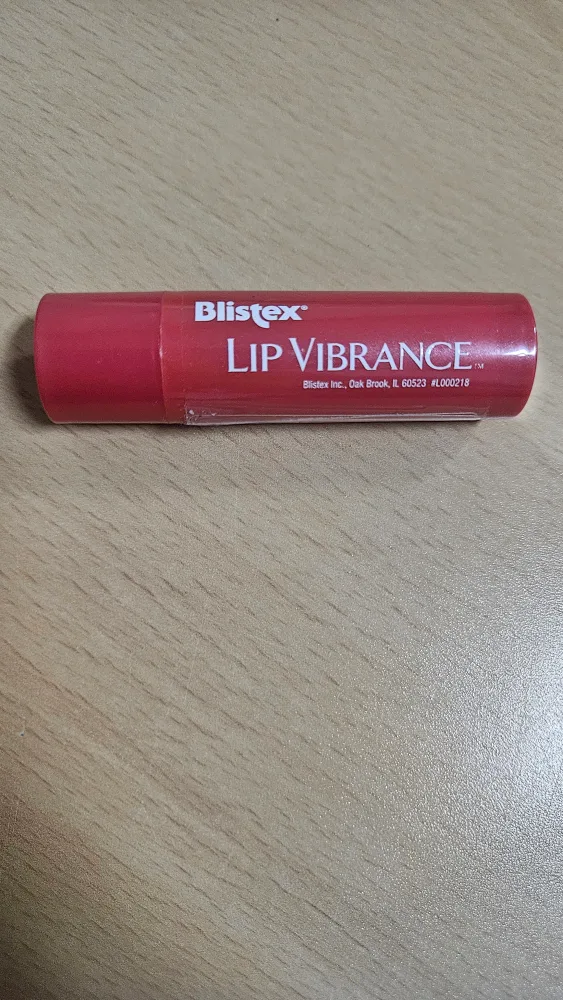 Blistex®
LIP VIBRANCE™
Blistex Inc., Oak Brook, IL 60523 #L000218